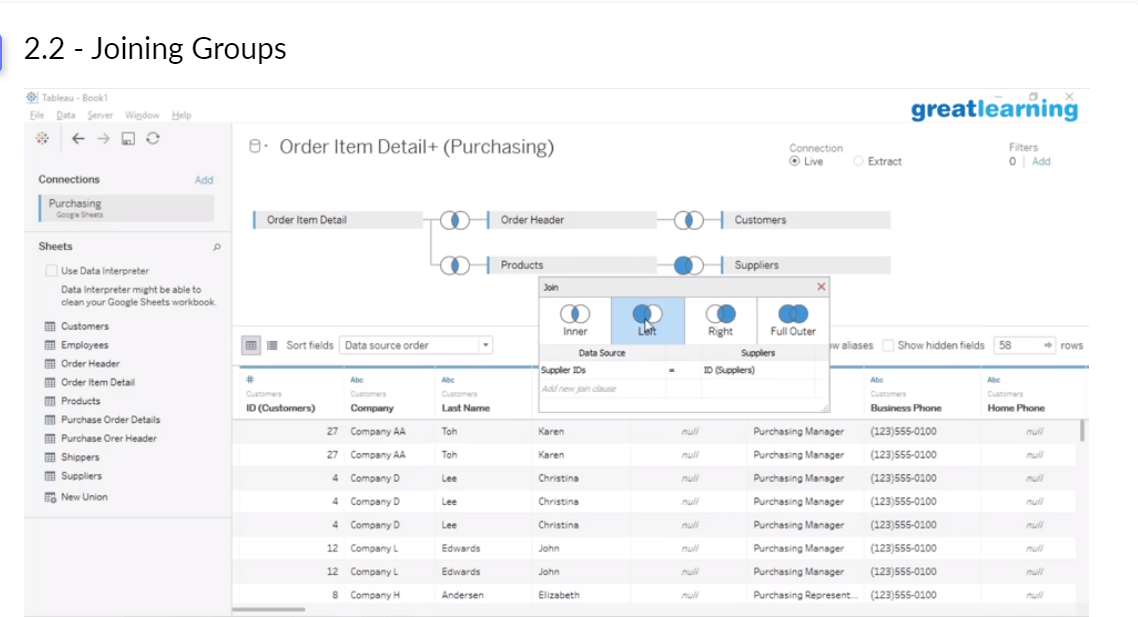 2.2 - Joining Groups
Tableau - Book1
File Data Server Window Help
greatlearning
Order Item Detail+ (Purchasing)
Connection
Live Extract
Filters
0 Add
Connections Add
Purchasing
Google Sheets
Sheets
Use Data Interpreter
Data Interpreter might be able to
clean your Google Sheets workbook.
Customers
Employees
Order Header
Order Item Detail
Products
Purchase Order Details
Purchase Orer Header
Shippers
Suppliers
New Union
Order Item Detail Order Header Customers
Products Suppliers
Join
Inner Left Right Full Outer
Data Source Suppliers
Supplier IDs = ID (Suppliers)
Add new join clause
Sort fields Data source order
w aliases Show hidden fields 58 rows
# Abc Abc Abc Abc
Customers Customers Customers Customers Customers
ID (Customers) Company Last Name Business Phone Home Phone
27 Company AA Toh Karen null Purchasing Manager (123)555-0100 null
27 Company AA Toh Karen null Purchasing Manager (123)555-0100 null
4 Company D Lee Christina null Purchasing Manager (123)555-0100 null
4 Company D Lee Christina null Purchasing Manager (123)555-0100 null
4 Company D Lee Christina null Purchasing Manager (123)555-0100 null
12 Company L Edwards John null Purchasing Manager (123)555-0100 null
12 Company L Edwards John null Purchasing Manager (123)555-0100 null
8 Company H Andersen Elizabeth null Purchasing Represent... (123)555-0100 null